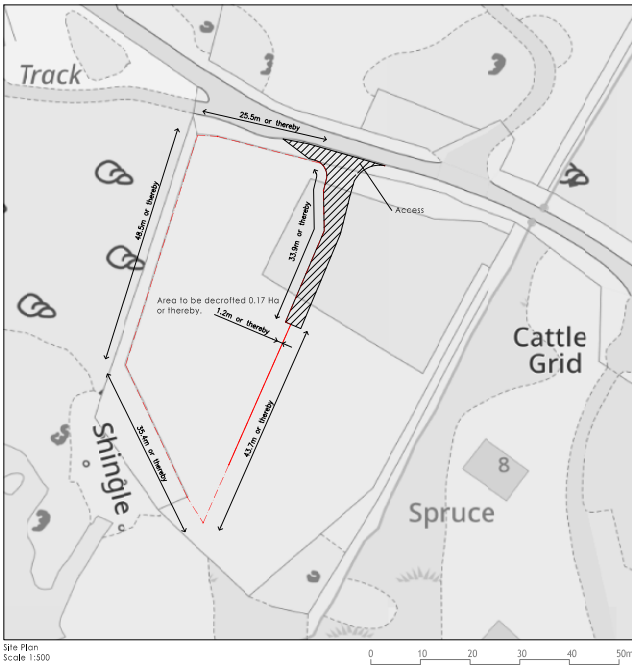 Track
25.5m or thereby
48.5m or thereby
Access
33.9m or thereby
Area to be decrofted 0.17 Ha
or thereby.
1.2m or thereby
Cattle
Grid
35.4m or thereby
43.7m or thereby
Shingle
8
Spruce
Site Plan
Scale 1:500
0 10 20 30 40 50m